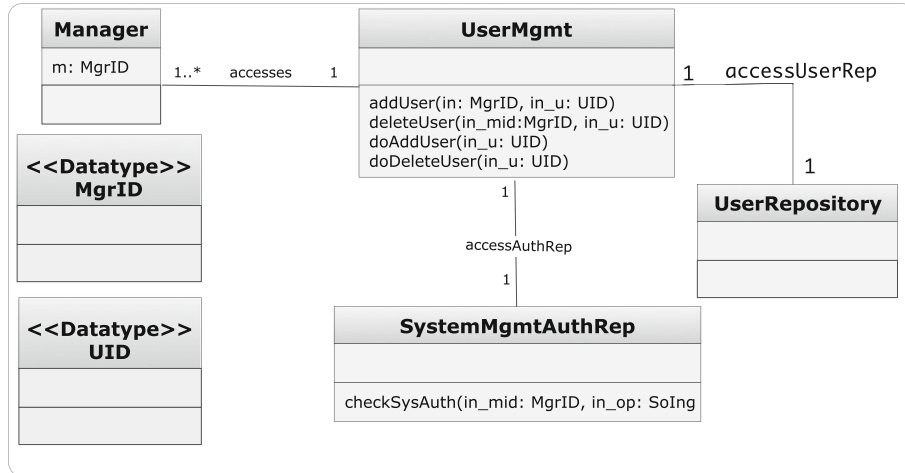 Manager
m: MgrID
1..* accesses 1
UserMgmt
addUser(in: MgrID, in_u: UID)
deleteUser(in_mid:MgrID, in_u: UID)
doAddUser(in_u: UID)
doDeleteUser(in_u: UID)
1 accessUserRep
1
UserRepository
<<Datatype>>
MgrID
1
accessAuthRep
1
<<Datatype>>
UID
SystemMgmtAuthRep
checkSysAuth(in_mid: MgrID, in_op: SoIng